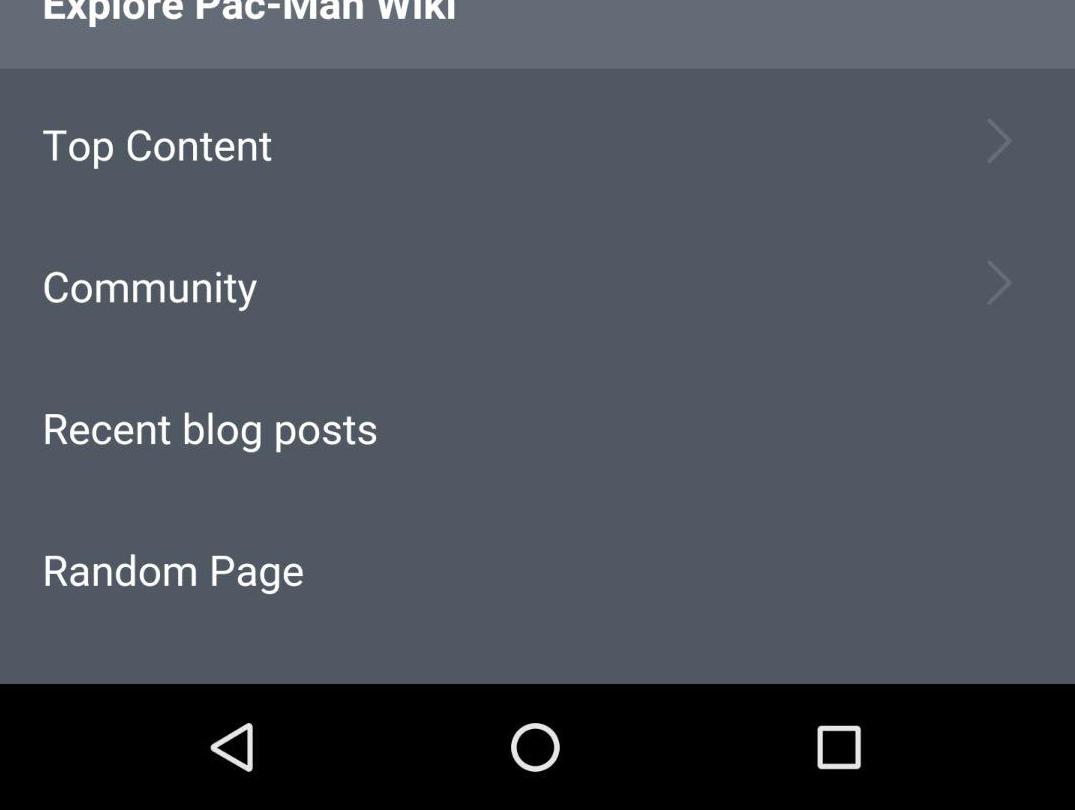 Explore Pac-Man Wiki
Top Content
Community
Recent blog posts
Random Page